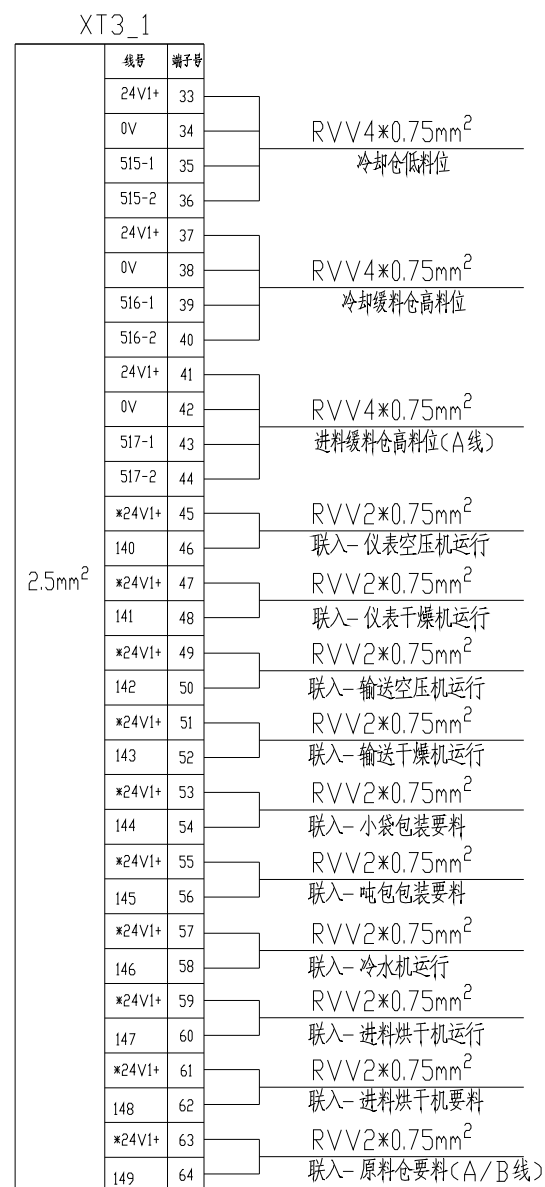 XT3_1
线号 端子号
24V1+ 33
0V 34
RVV4*0.75mm²
冷却仓低料位
515-1 35
515-2 36
24V1+ 37
0V 38
RVV4*0.75mm²
冷却缓料仓高料位
516-1 39
516-2 40
24V1+ 41
0V 42
RVV4*0.75mm²
进料缓料仓高料位(A线)
517-1 43
517-2 44
*24V1+ 45
RVV2*0.75mm²
联入-仪表空压机运行
140 46
2.5mm²
*24V1+ 47
RVV2*0.75mm²
联入-仪表干燥机运行
141 48
*24V1+ 49
RVV2*0.75mm²
联入-输送空压机运行
142 50
*24V1+ 51
RVV2*0.75mm²
联入-输送干燥机运行
143 52
*24V1+ 53
RVV2*0.75mm²
联入-小袋包装要料
144 54
*24V1+ 55
RVV2*0.75mm²
联入-吨包包装要料
145 56
*24V1+ 57
RVV2*0.75mm²
联入-冷水机运行
146 58
*24V1+ 59
RVV2*0.75mm²
联入-进料烘干机运行
147 60
*24V1+ 61
RVV2*0.75mm²
联入-进料烘干机要料
148 62
*24V1+ 63
RVV2*0.75mm²
联入-原料仓要料(A/B线)
149 64